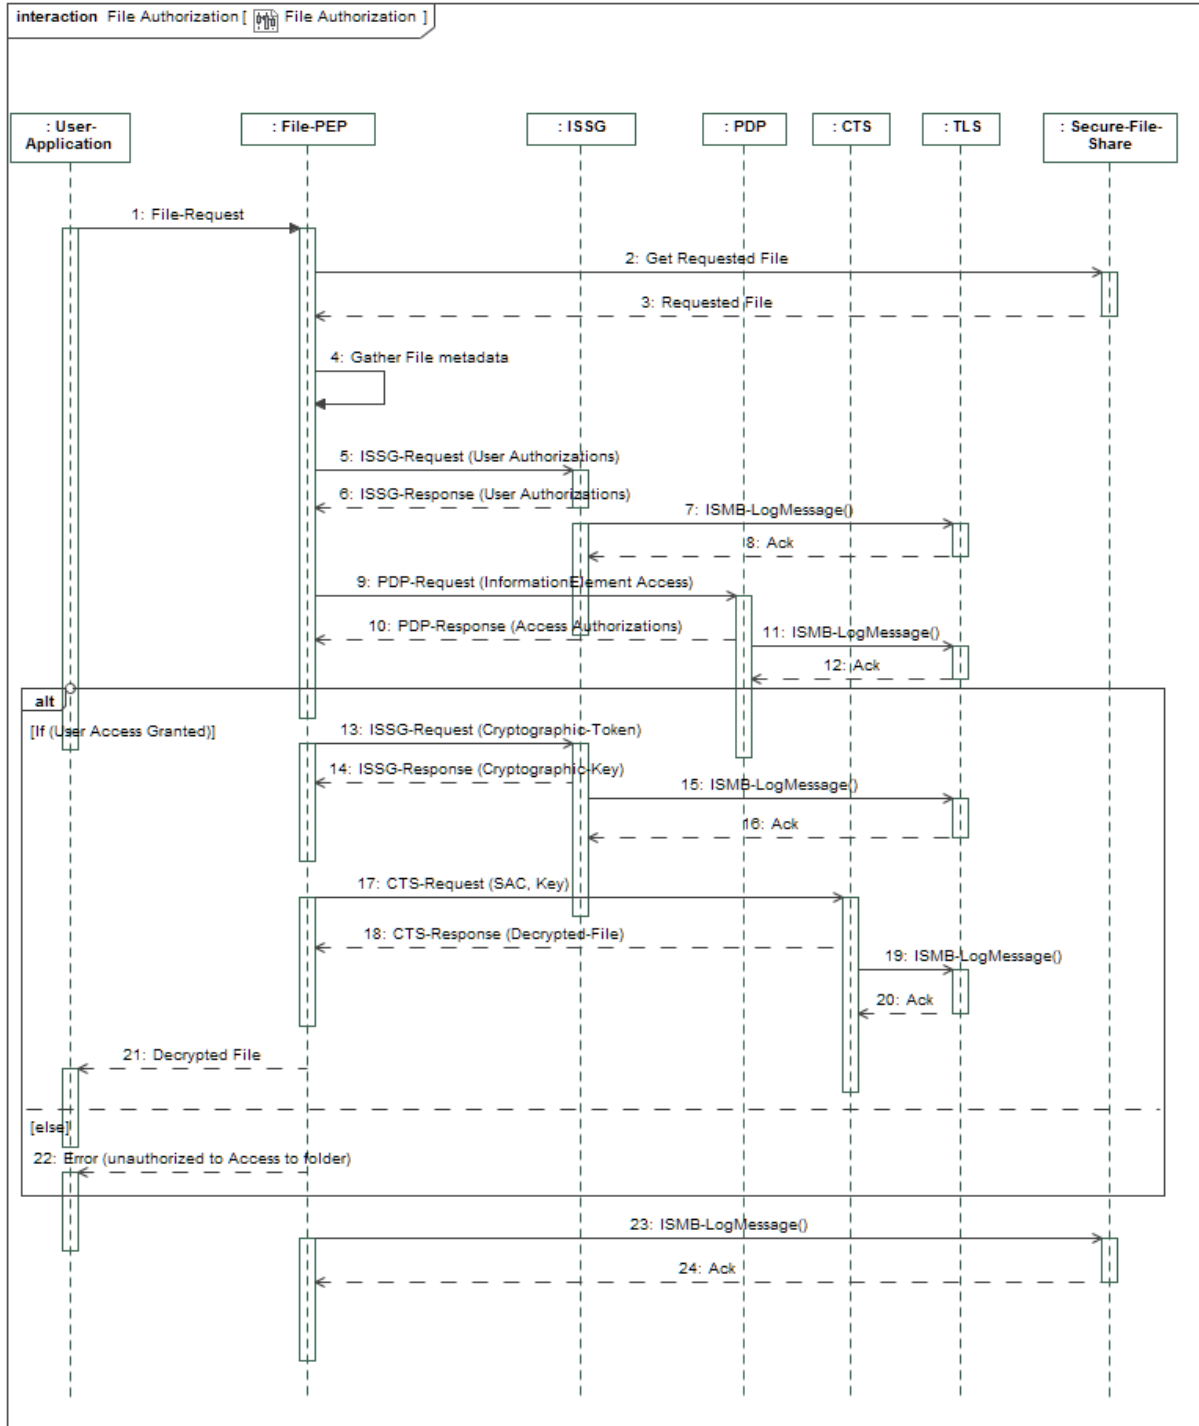 interaction File Authorization [ File Authorization ]
: User-
Application
: File-PEP
: ISSG
: PDP
: CTS
: TLS
: Secure-File-
Share
1: File-Request
2: Get Requested File
3: Requested File
4: Gather File metadata
5: ISSG-Request (User Authorizations)
6: ISSG-Response (User Authorizations)
7: ISMB-LogMessage()
8: Ack
9: PDP-Request (InformationElement Access)
10: PDP-Response (Access Authorizations)
11: ISMB-LogMessage()
12: Ack
alt
[If (User Access Granted)]
13: ISSG-Request (Cryptographic-Token)
14: ISSG-Response (Cryptographic-Key)
15: ISMB-LogMessage()
16: Ack
17: CTS-Request (SAC, Key)
18: CTS-Response (Decrypted-File)
19: ISMB-LogMessage()
20: Ack
21: Decrypted File
[else]
22: Error (unauthorized to Access to folder)
23: ISMB-LogMessage()
24: Ack